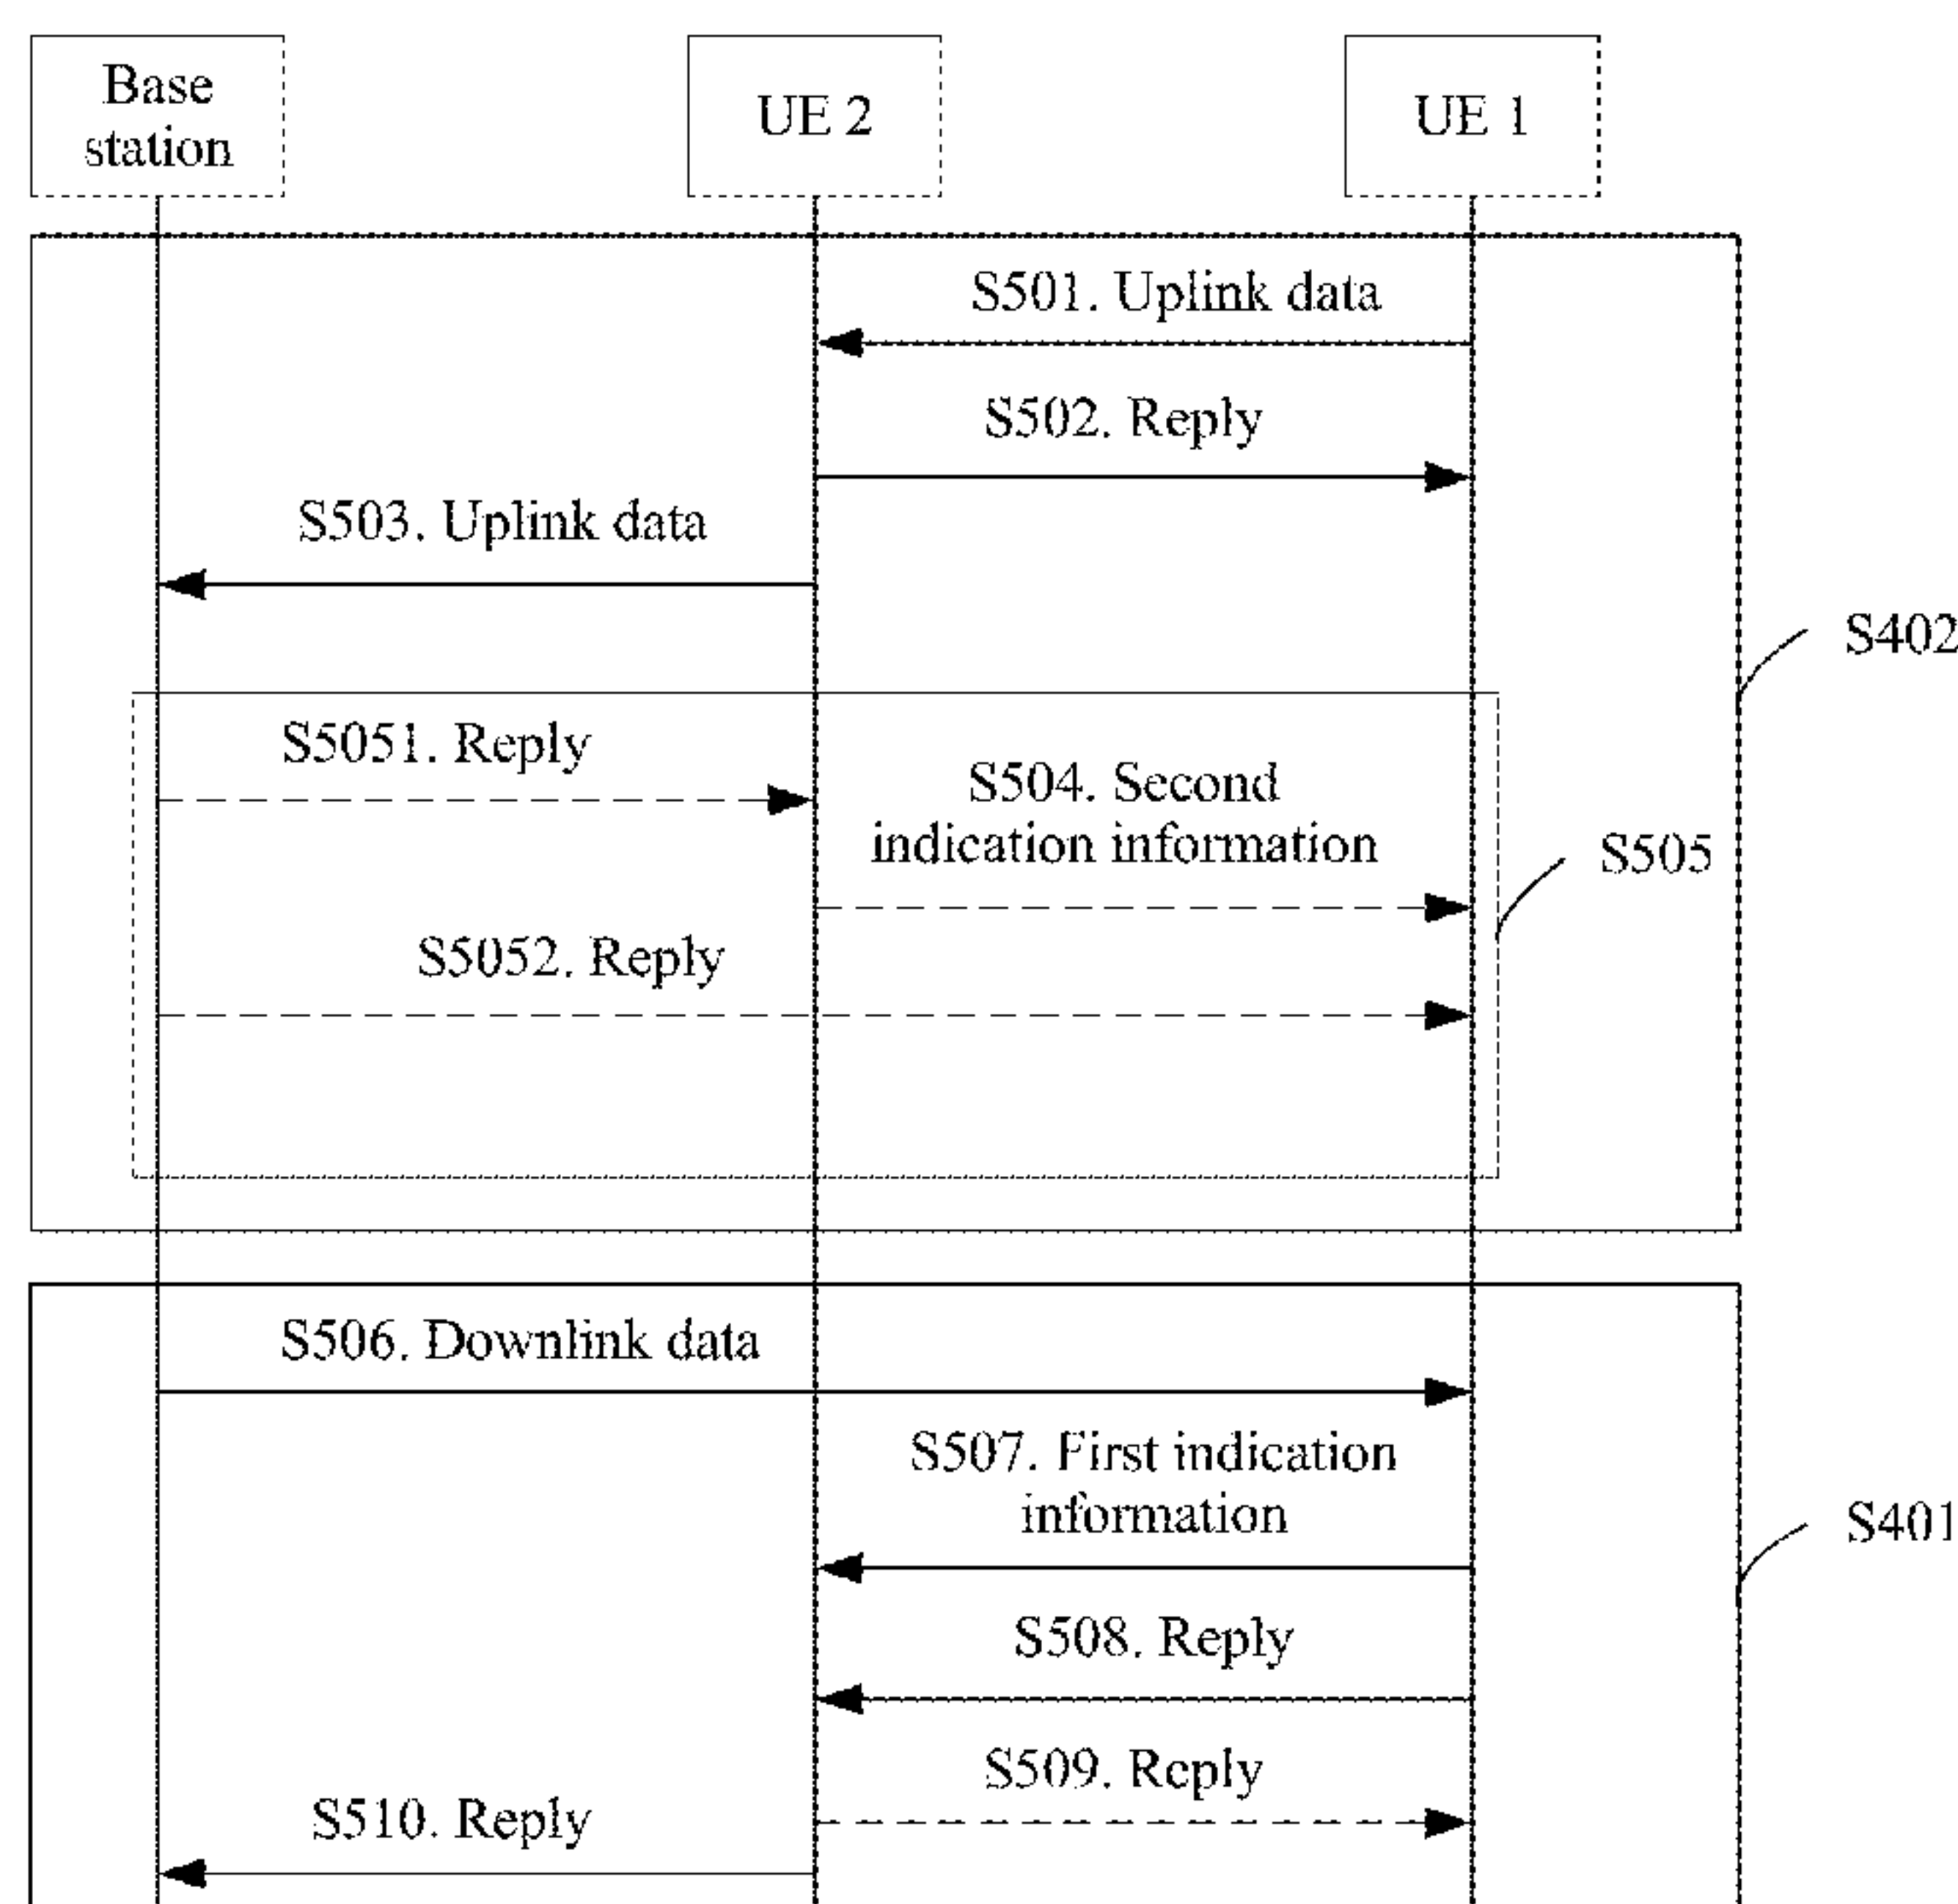 Base
station
UE 2
UE 1
S501. Uplink data
S502. Reply
S503. Uplink data
S402
S5051. Reply
S504. Second
indication information
S505
S5052. Reply
S506. Downlink data
S507. First indication
information
S401
S508. Reply
S509. Reply
S510. Reply